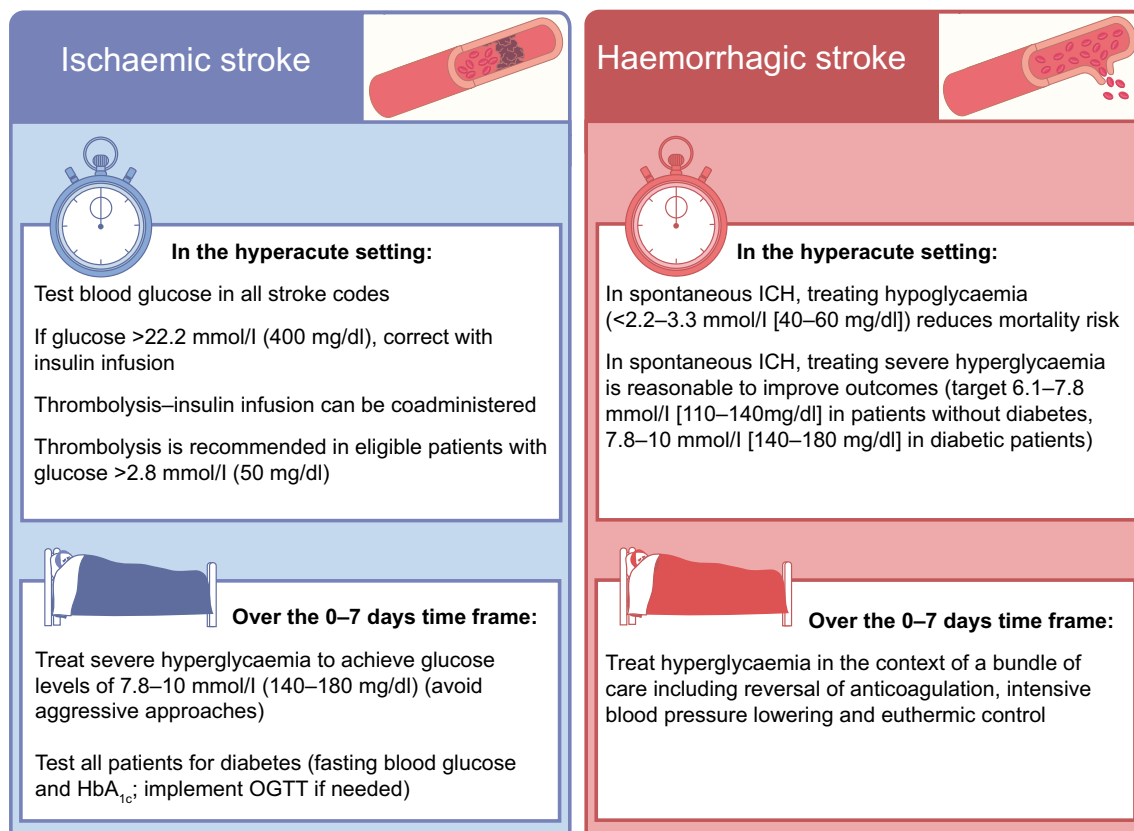 Ischaemic stroke
In the hyperacute setting:
Test blood glucose in all stroke codes
If glucose >22.2 mmol/l (400 mg/dl), correct with
insulin infusion
Thrombolysis–insulin infusion can be coadministered
Thrombolysis is recommended in eligible patients with
glucose >2.8 mmol/l (50 mg/dl)
Over the 0–7 days time frame:
Treat severe hyperglycaemia to achieve glucose
levels of 7.8–10 mmol/l (140–180 mg/dl) (avoid
aggressive approaches)
Test all patients for diabetes (fasting blood glucose
and HbA1c; implement OGTT if needed)
Haemorrhagic stroke
In the hyperacute setting:
In spontaneous ICH, treating hypoglycaemia
(<2.2–3.3 mmol/l [40–60 mg/dl]) reduces mortality risk
In spontaneous ICH, treating severe hyperglycaemia
is reasonable to improve outcomes (target 6.1–7.8
mmol/l [110–140mg/dl] in patients without diabetes,
7.8–10 mmol/l [140–180 mg/dl] in diabetic patients)
Over the 0–7 days time frame:
Treat hyperglycaemia in the context of a bundle of
care including reversal of anticoagulation, intensive
blood pressure lowering and euthermic control